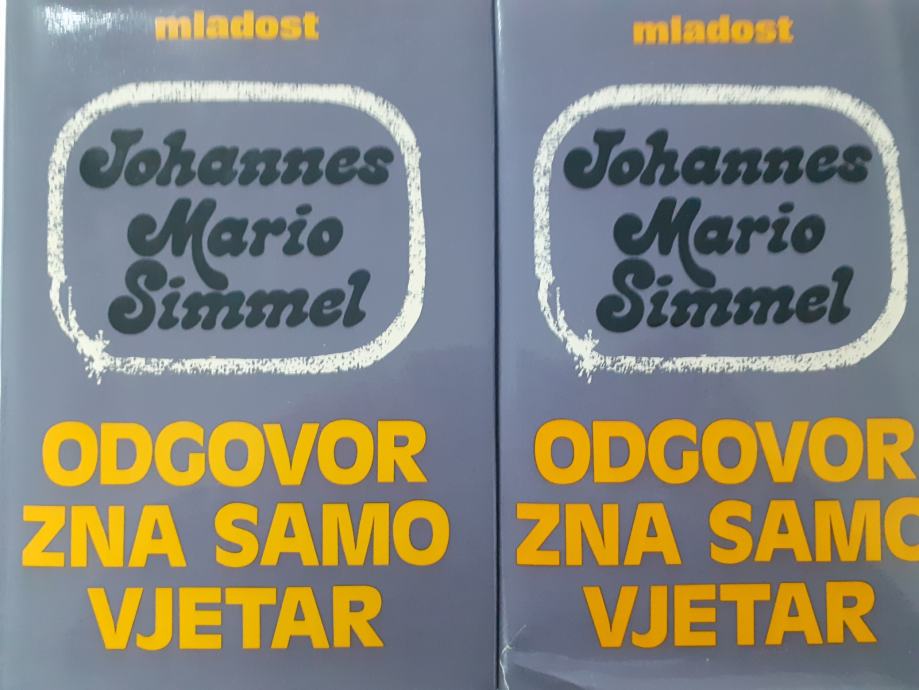 mladost
Johannes
Mario
Simmel
ODGOVOR
ZNA SAMO
VJETAR
mladost
Johannes
Mario
Simmel
ODGOVOR
ZNA SAMO
VJETAR